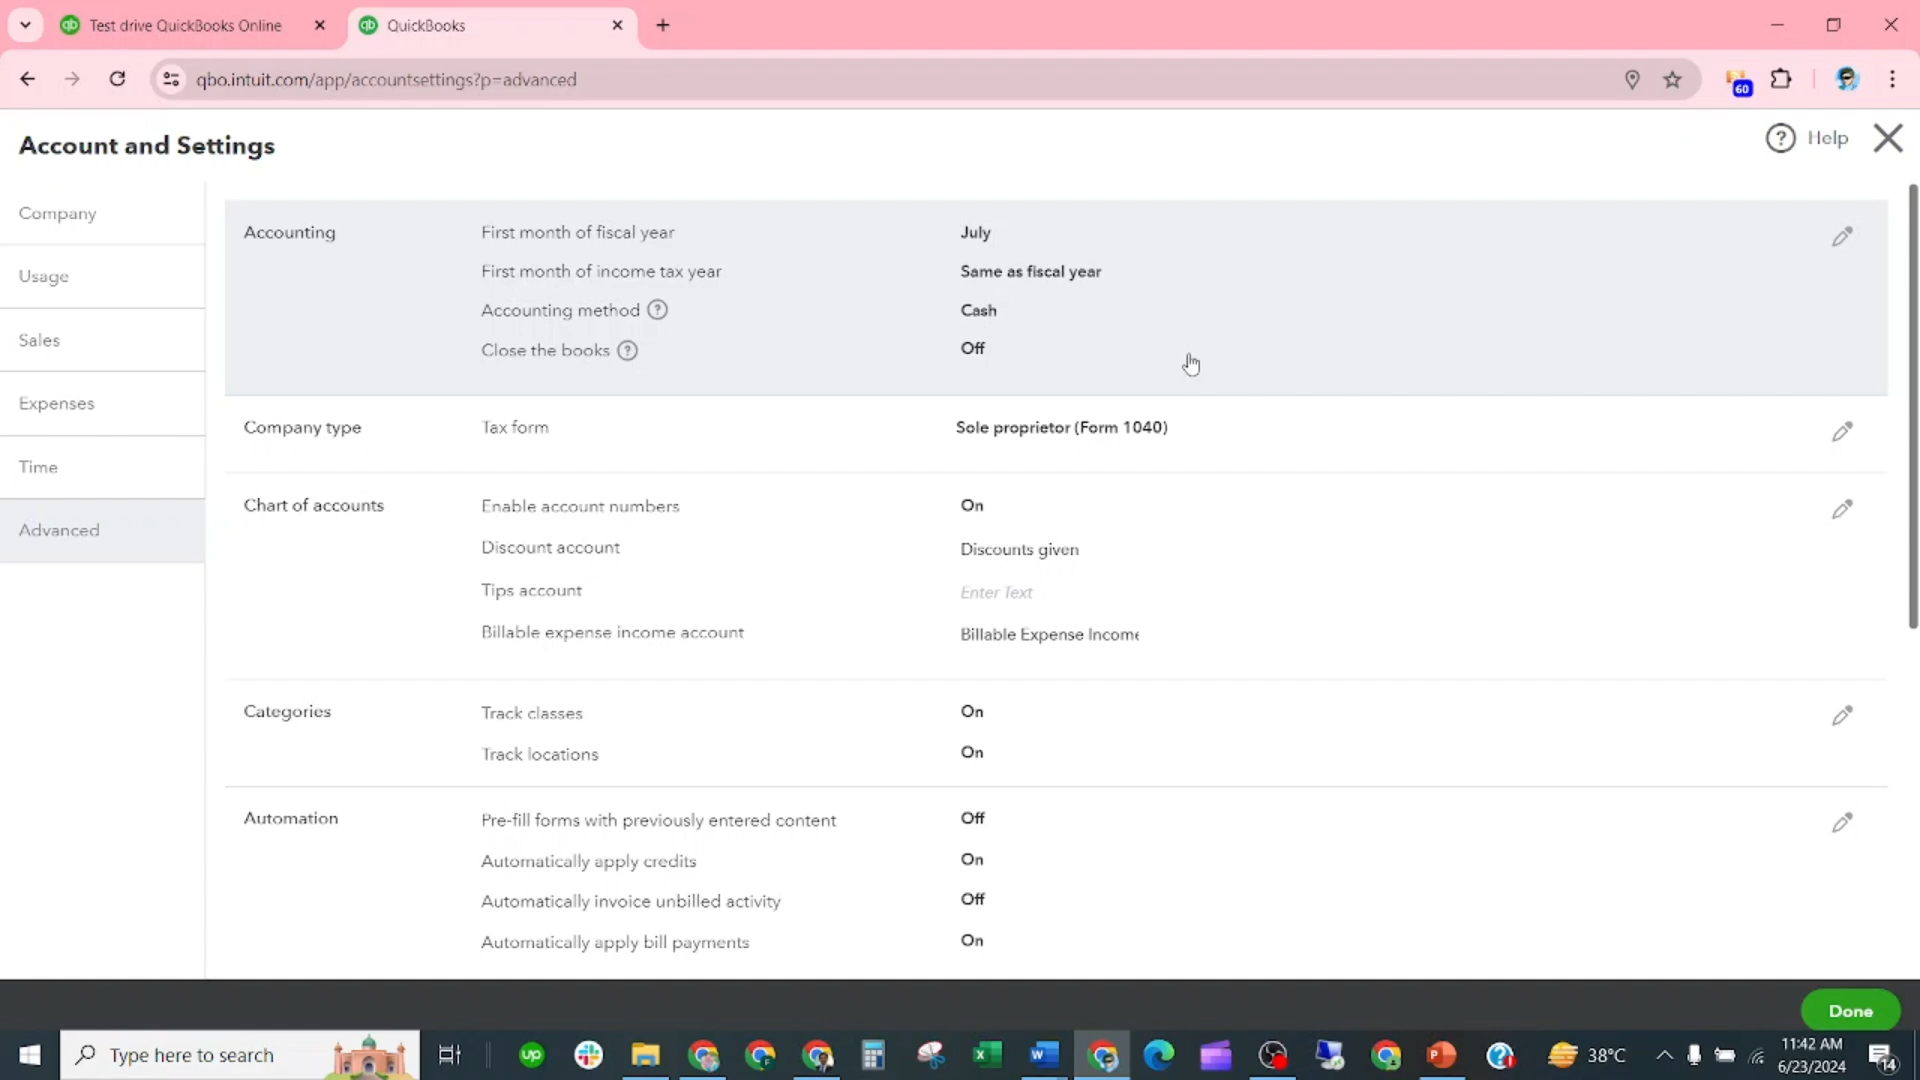 Test drive QuickBooks Online
QuickBooks
qbo.intuit.com/app/accountsettings?p=advanced
60
Account and Settings
? Help
Company
Usage
Sales
Expenses
Time
Advanced
Accounting
First month of fiscal year July
First month of income tax year Same as fiscal year
Accounting method ? Cash
Close the books ? Off
Company type Tax form Sole proprietor (Form 1040)
Chart of accounts Enable account numbers On
Discount account Discounts given
Tips account Enter Text
Billable expense income account Billable Expense Income
Categories Track classes On
Track locations On
Automation Pre-fill forms with previously entered content Off
Automatically apply credits On
Automatically invoice unbilled activity Off
Automatically apply bill payments On
Done
Type here to search
38°C
11:42 AM
6/23/2024
14